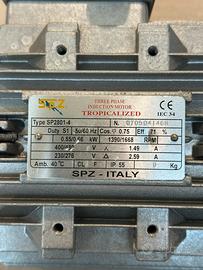 SPZ
THREE PHASE
INDUCTION MOTOR
TROPICALIZED
CE
IEC 34
Type SP2801-4 N. 0705041468
Duty S1 50/60 Hz Cos φ 0.75 Eff 71 %
0.55/0.66 kW 1390/1668 RPM
400/480 V Y 1.49 A
230/276 V Δ 2.59 A
Amb. 40°C CL F IP 55 Kg
SPZ - ITALY